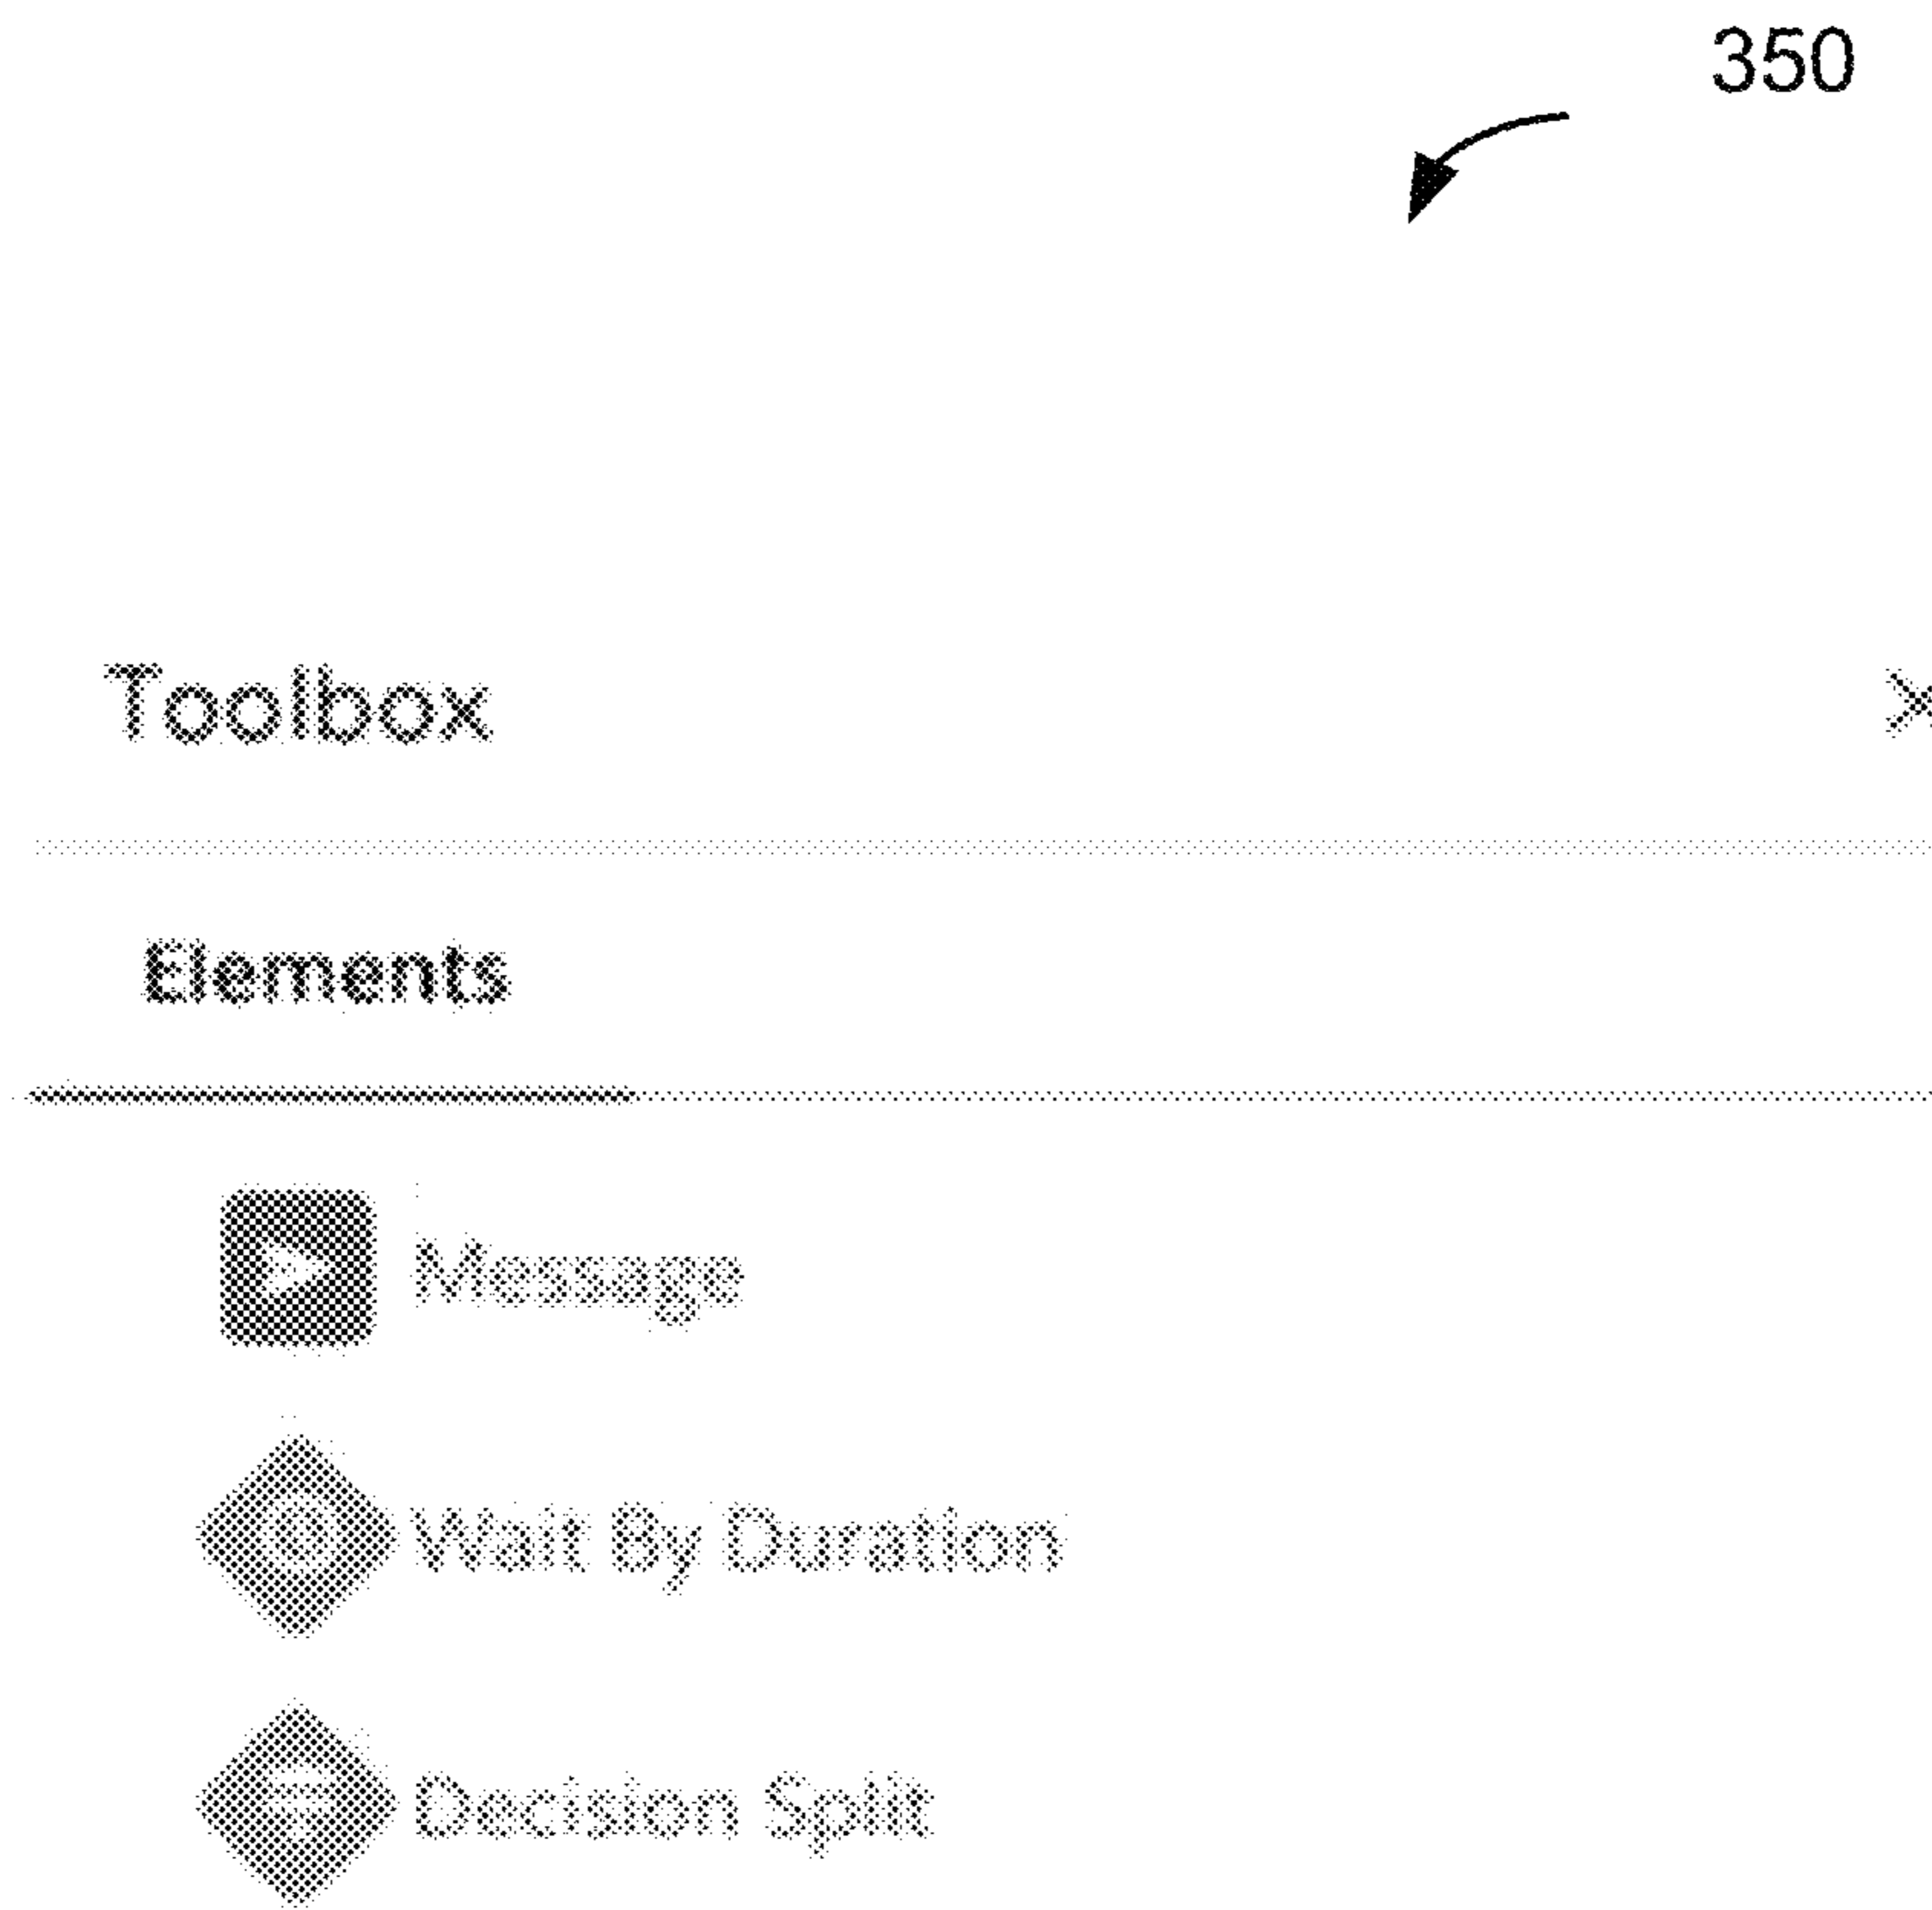 350
Toolbox
Elements
Message
Wait By Duration
Decision Split